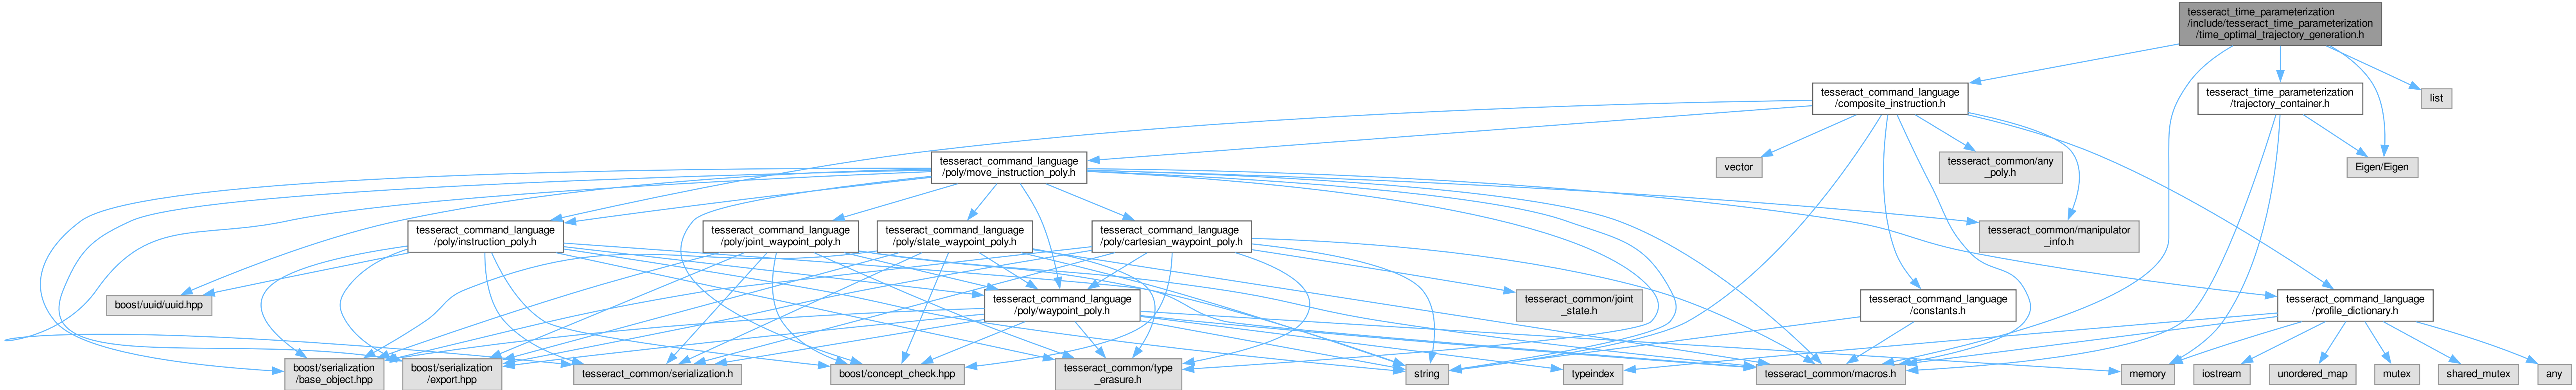 tesseract_time_parameterization
/include/tesseract_time_parameterization
/time_optimal_trajectory_generation.h
tesseract_command_language
/composite_instruction.h
tesseract_time_parameterization
/trajectory_container.h
list
tesseract_command_language
/poly/move_instruction_poly.h
vector
tesseract_common/any
_poly.h
Eigen/Eigen
tesseract_command_language
/poly/instruction_poly.h
tesseract_command_language
/poly/joint_waypoint_poly.h
tesseract_command_language
/poly/state_waypoint_poly.h
tesseract_command_language
/poly/cartesian_waypoint_poly.h
tesseract_common/manipulator
_info.h
boost/uuid/uuid.hpp
tesseract_command_language
/poly/waypoint_poly.h
tesseract_common/joint
_state.h
tesseract_command_language
/constants.h
tesseract_command_language
/profile_dictionary.h
boost/serialization
/base_object.hpp
boost/serialization
/export.hpp
tesseract_common/serialization.h
boost/concept_check.hpp
tesseract_common/type
_erasure.h
string
typeindex
tesseract_common/macros.h
memory
iostream
unordered_map
mutex
shared_mutex
any